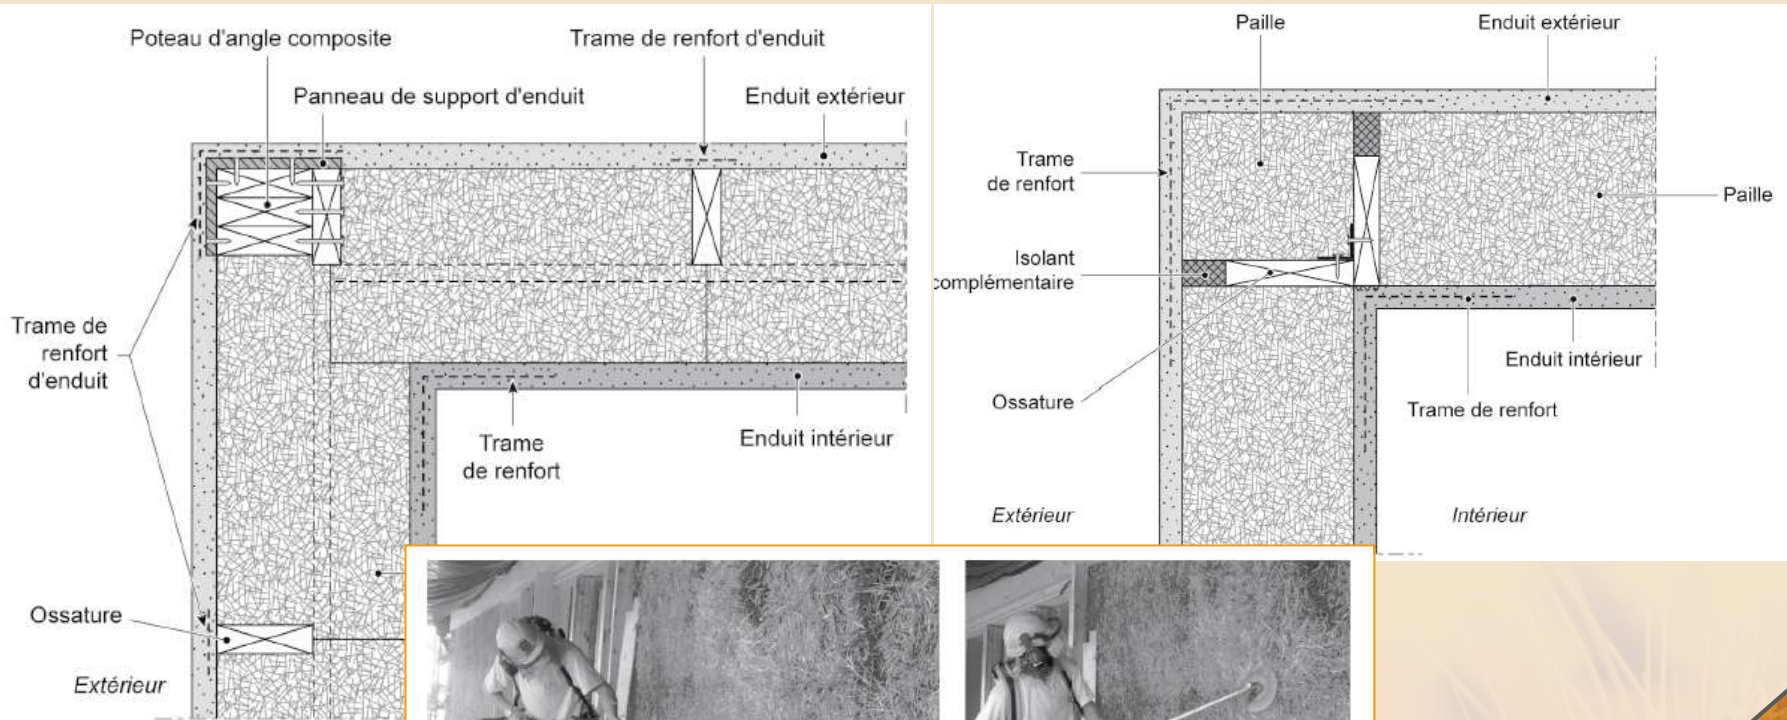 Poteau d'angle composite
Trame de renfort d'enduit
Panneau de support d'enduit
Enduit extérieur
Trame de
renfort
d'enduit
Trame
de renfort
Enduit intérieur
Ossature
Extérieur
Paille
Enduit extérieur
Trame
de renfort
Paille
Isolant
complémentaire
Ossature
Enduit intérieur
Trame de renfort
Extérieur
Intérieur